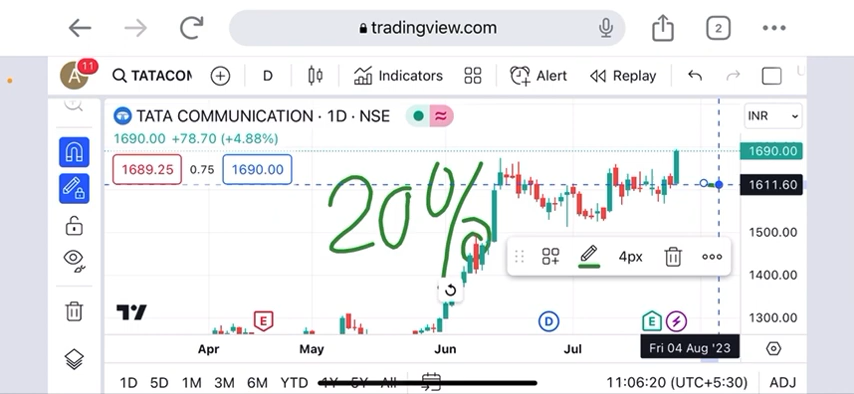 tradingview.com
2
A
11
TATACOM
D
Indicators
Alert
Replay
TATA COMMUNICATION · 1D · NSE
INR
1690.00 +78.70 (+4.88%)
1689.25
0.75
1690.00
1690.00
1611.60
20%
1500.00
4px
1400.00
1300.00
E
D
E
Apr
May
Jun
Jul
Fri 04 Aug '23
1D 5D 1M 3M 6M YTD 1Y 5Y All
11:06:20 (UTC+5:30)
ADJ